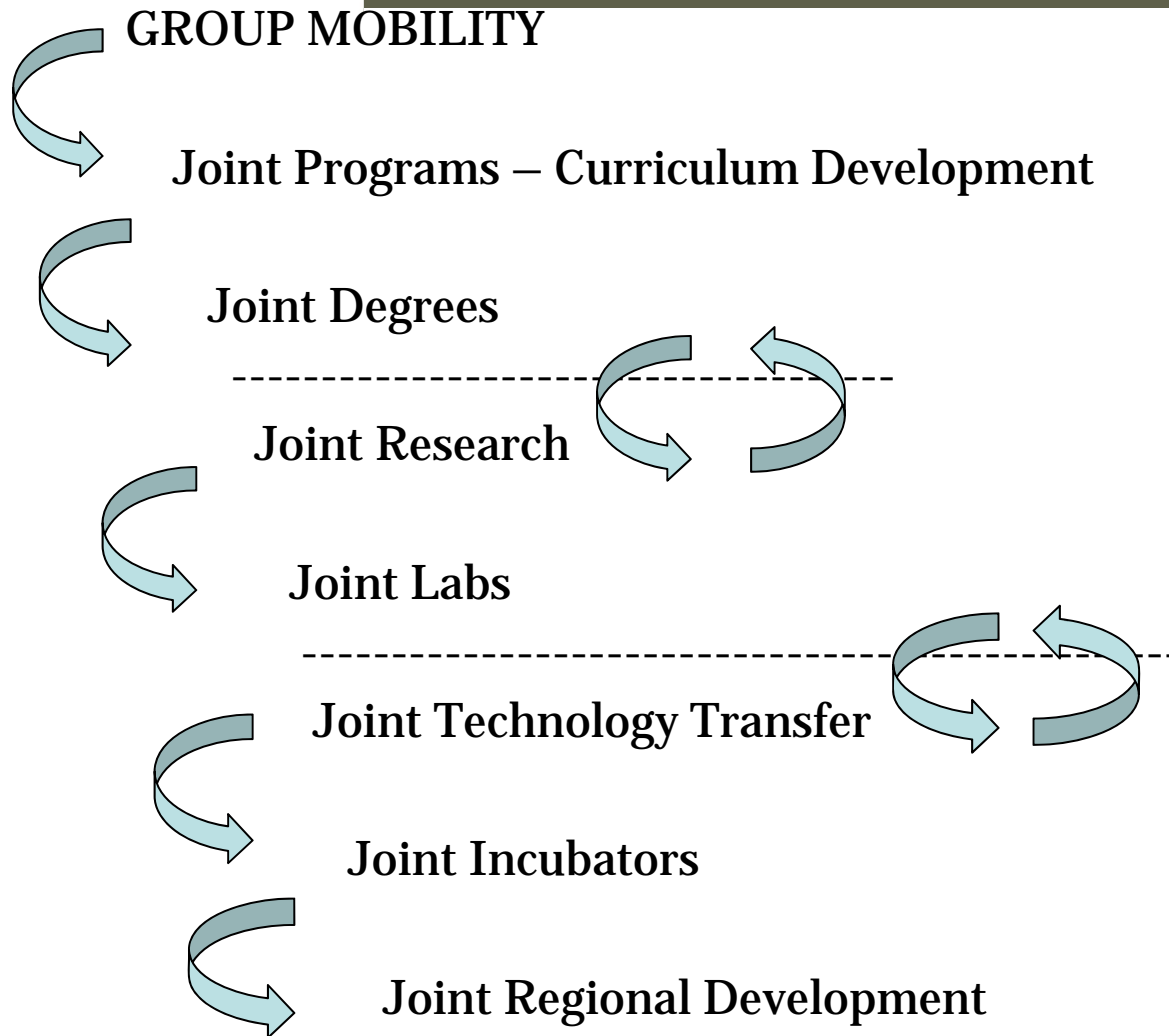 GROUP MOBILITY
Joint Programs – Curriculum Development
Joint Degrees
Joint Research
Joint Labs
Joint Technology Transfer
Joint Incubators
Joint Regional Development